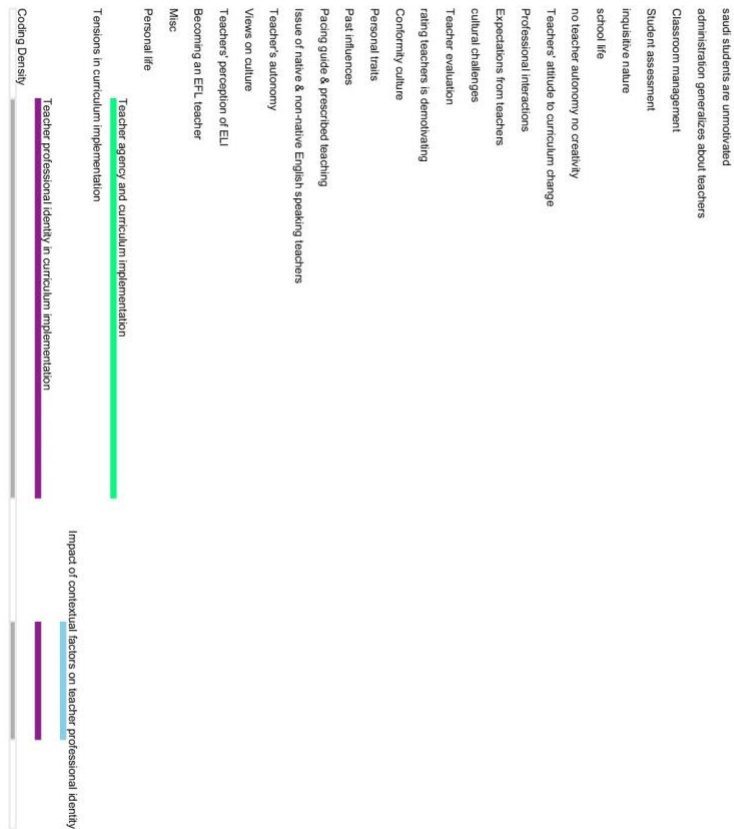 saudi students are unmotivated
administration generalizes about teachers
Classroom management
Student assessment
inquisitive nature
school life
no teacher autonomy no creativity
Teachers' attitude to curriculum change
Professional interactions
Expectations from teachers
cultural challenges
Teacher evaluation
rating teachers is demotivating
Conformity culture
Personal traits
Past influences
Pacing guide & prescribed teaching
Issue of native & non-native English speaking teachers
Teacher's autonomy
Views on culture
Teachers' perception of ELI
Becoming an EFL teacher
Misc
Personal life
Teacher agency and curriculum implementation
Tensions in curriculum implementation
Impact of contextual factors on teacher professional identity
Teacher professional identity in curriculum implementation
Coding Density